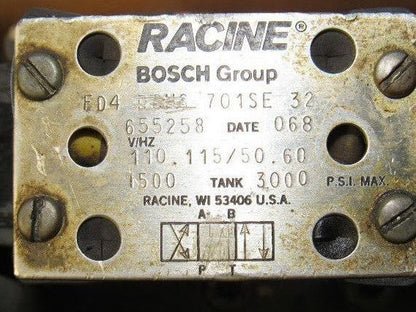 RACINE®
BOSCH Group
FD4 701SE 32
655258 DATE 068
V/HZ
110.115/50.60
1500 TANK 3000 P.S.I. MAX.
RACINE, WI 53406 U.S.A.
A B
P T